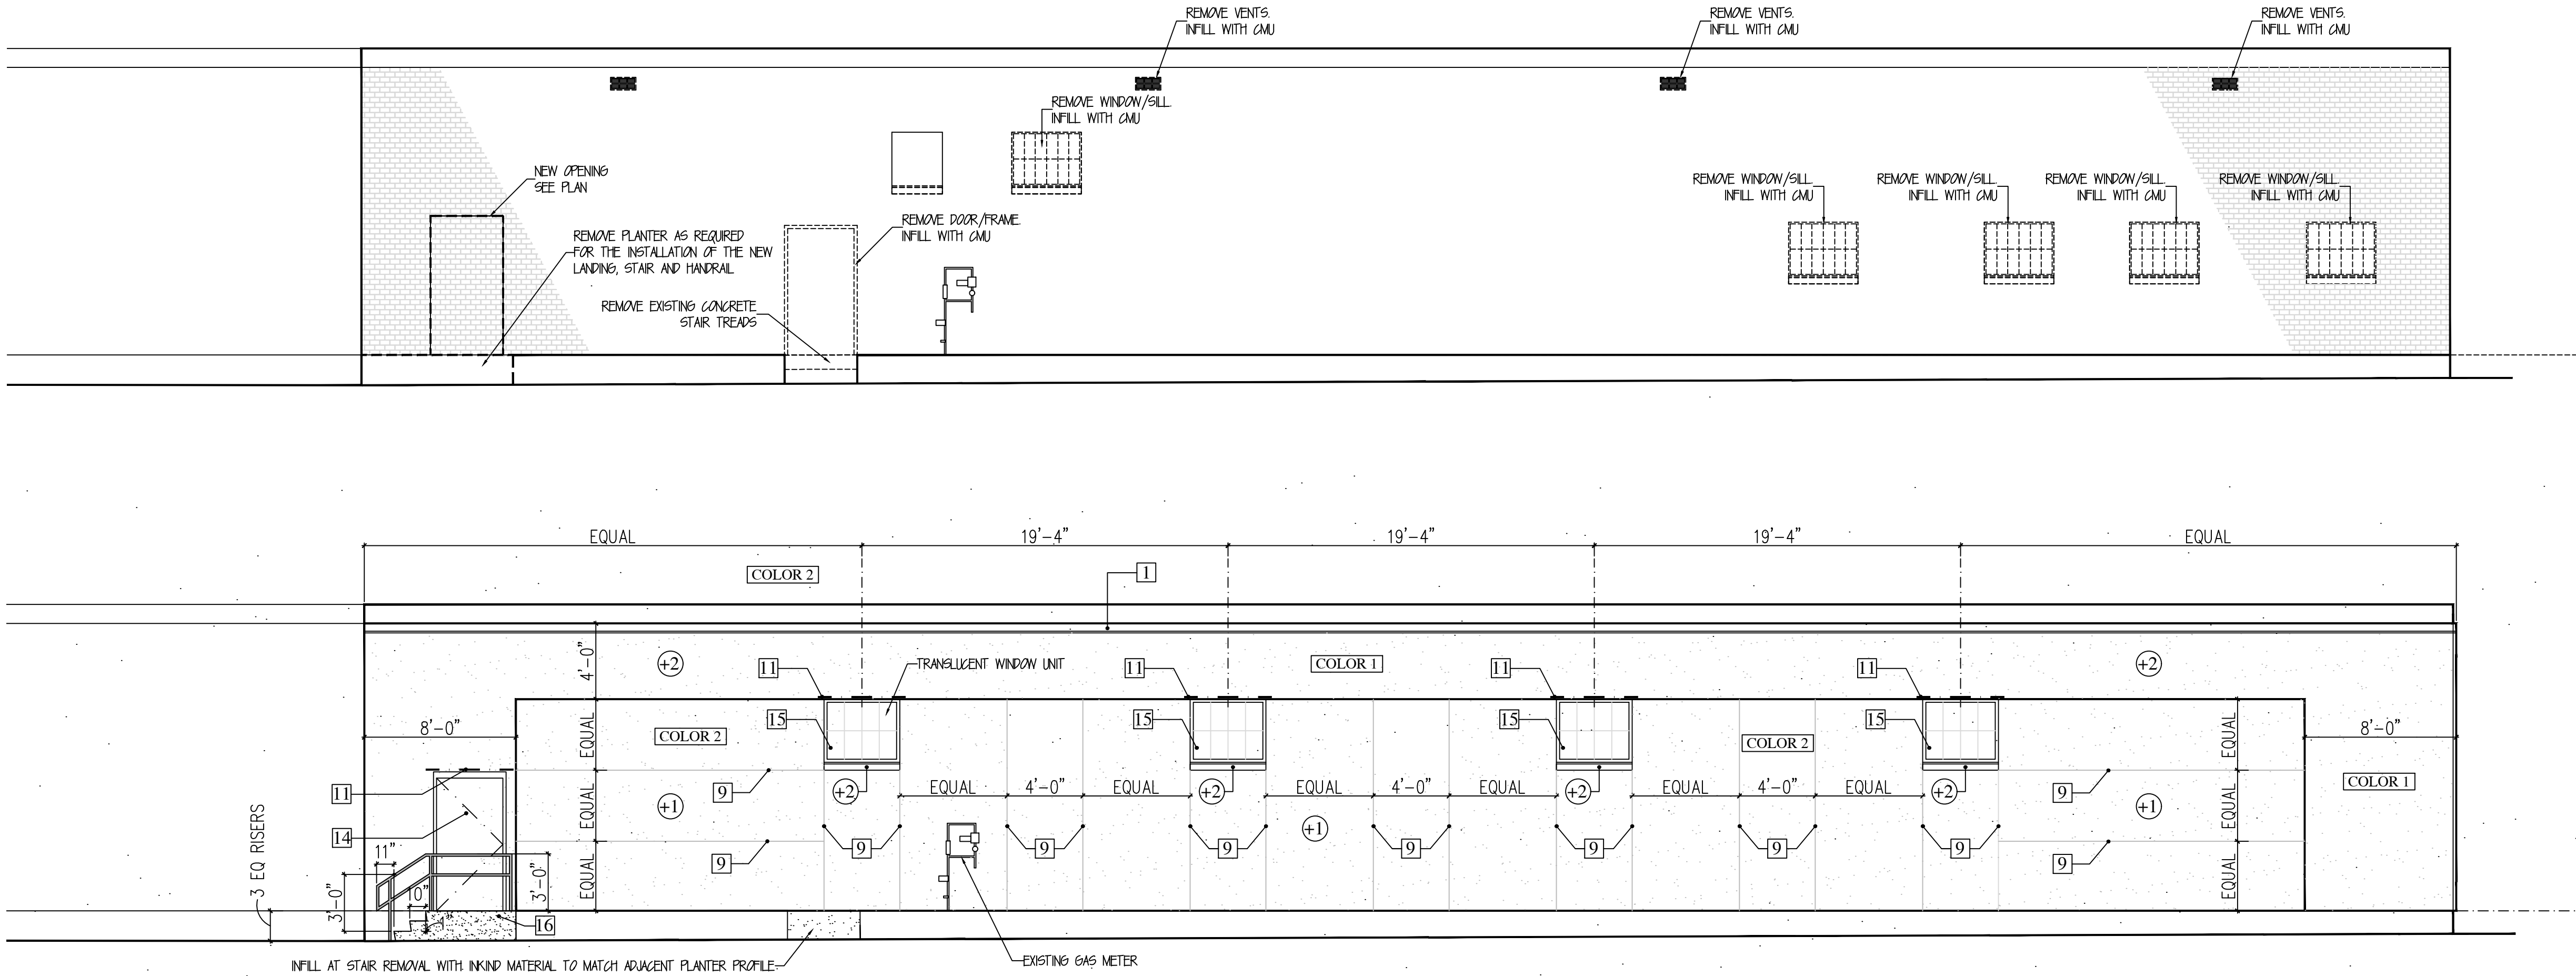 REMOVE VENTS.
INFILL WITH CMU
REMOVE VENTS.
INFILL WITH CMU
REMOVE VENTS.
INFILL WITH CMU
REMOVE WINDOW/SILL.
INFILL WITH CMU
NEW OPENING
SEE PLAN
REMOVE WINDOW/SILL.
INFILL WITH CMU
REMOVE WINDOW/SILL.
INFILL WITH CMU
REMOVE WINDOW/SILL.
INFILL WITH CMU
REMOVE WINDOW/SILL.
INFILL WITH CMU
REMOVE DOOR/FRAME.
INFILL WITH CMU
REMOVE PLANTER AS REQUIRED
FOR THE INSTALLATION OF THE NEW
LANDING, STAIR AND HANDRAIL
REMOVE EXISTING CONCRETE
STAIR TREADS
EQUAL
19'-4"
19'-4"
19'-4"
EQUAL
COLOR 2
1
4'-0"
+2
11
TRANSLUCENT WINDOW UNIT
11
COLOR 1
11
11
+2
8'-0"
EQUAL
COLOR 2
15
15
15
COLOR 2
15
EQUAL
8'-0"
11
14
EQUAL
+1
9
+2
EQUAL
4'-0"
EQUAL
+2
EQUAL
4'-0"
EQUAL
+2
EQUAL
4'-0"
EQUAL
+2
9
+1
EQUAL
COLOR 1
+1
3 EQ RISERS
11"
3'-0"
10"
1"
3'-0"
EQUAL
9
9
9
9
9
9
9
9
9
EQUAL
16
INFILL AT STAIR REMOVAL WITH INKIND MATERIAL TO MATCH ADJACENT PLANTER PROFILE.
EXISTING GAS METER